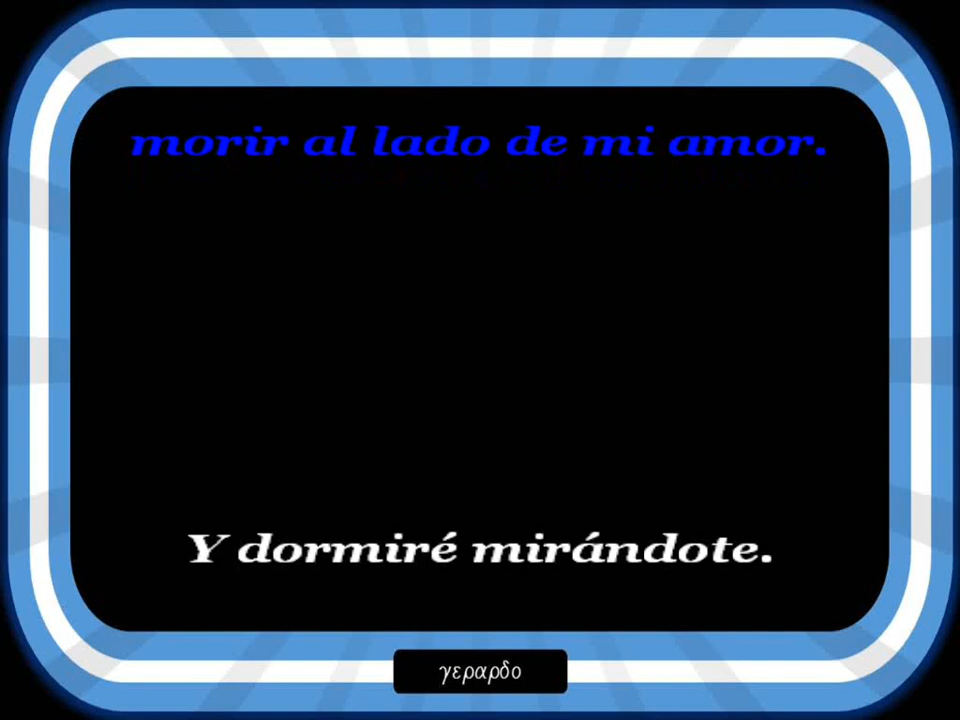 morir al lado de mi amor.
Y dormiré mirándote.
γεραρδο